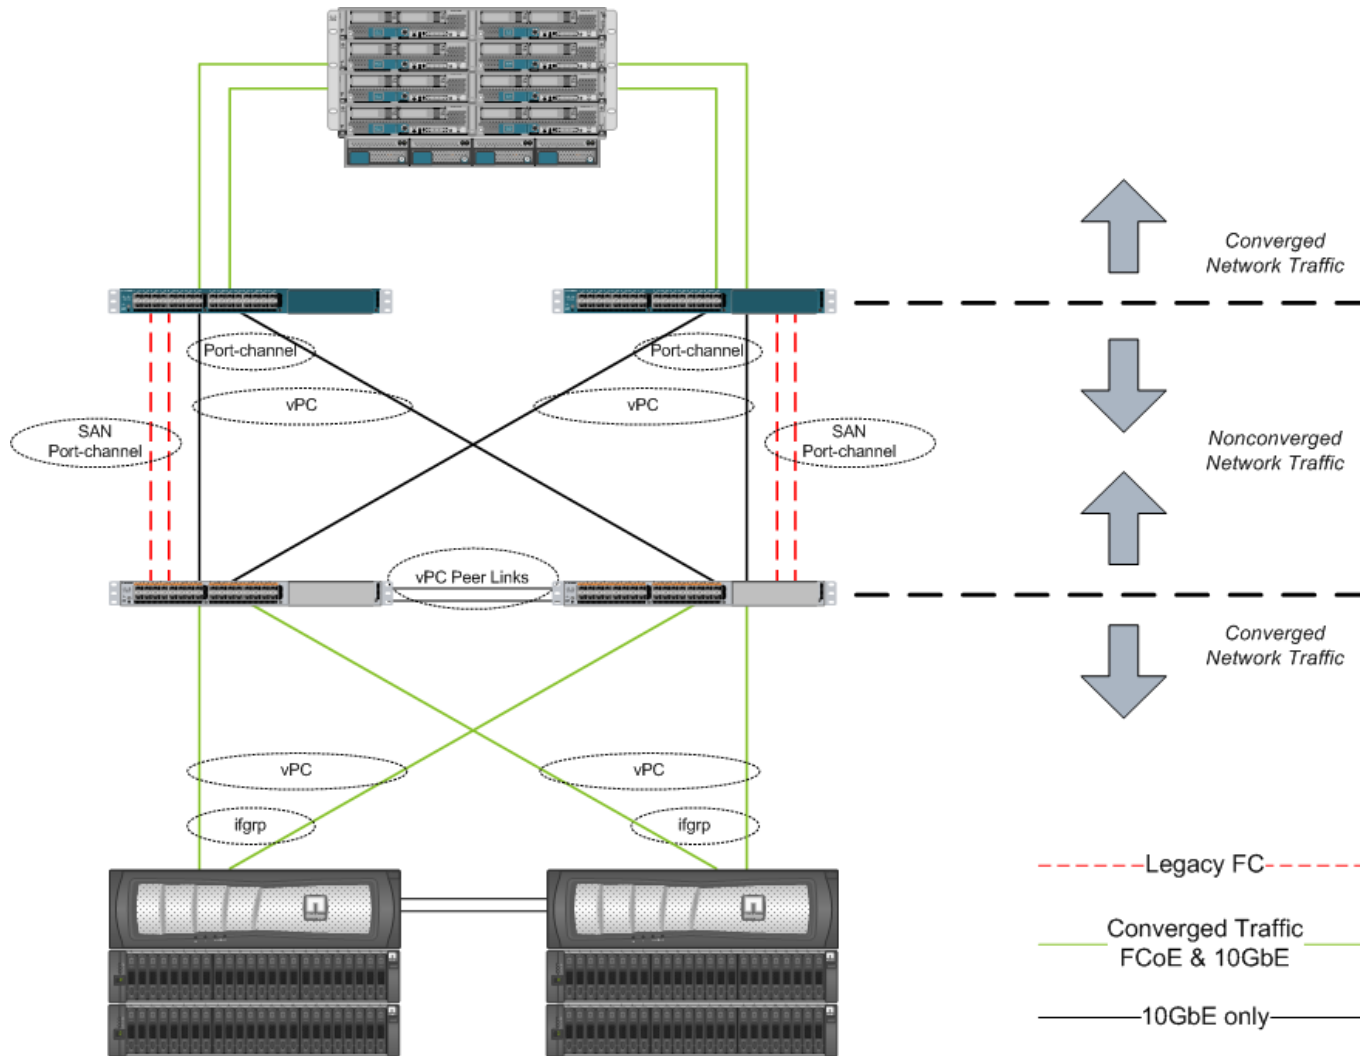 Converged
Network Traffic
Port-channel
Port-channel
vPC
vPC
SAN
Port-channel
SAN
Port-channel
Nonconverged
Network Traffic
vPC Peer Links
Converged
Network Traffic
vPC
vPC
ifgrp
ifgrp
Legacy FC
Converged Traffic
FCoE & 10GbE
10GbE only